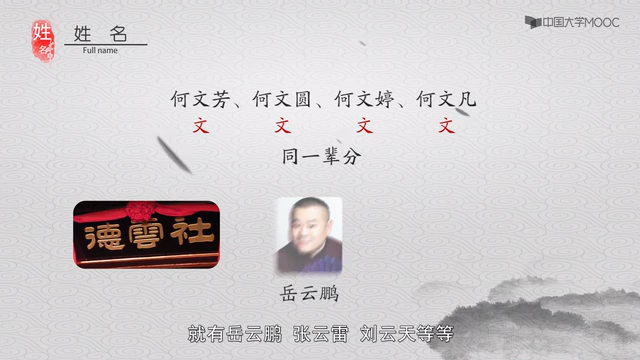 姓名
姓 名
Full name
中国大学MOOC
何文芳、何文圆、何文婷、何文凡
文 文 文 文
同一辈分
德雲社
岳云鹏
就有岳云鹏 张云雷 刘云天等等